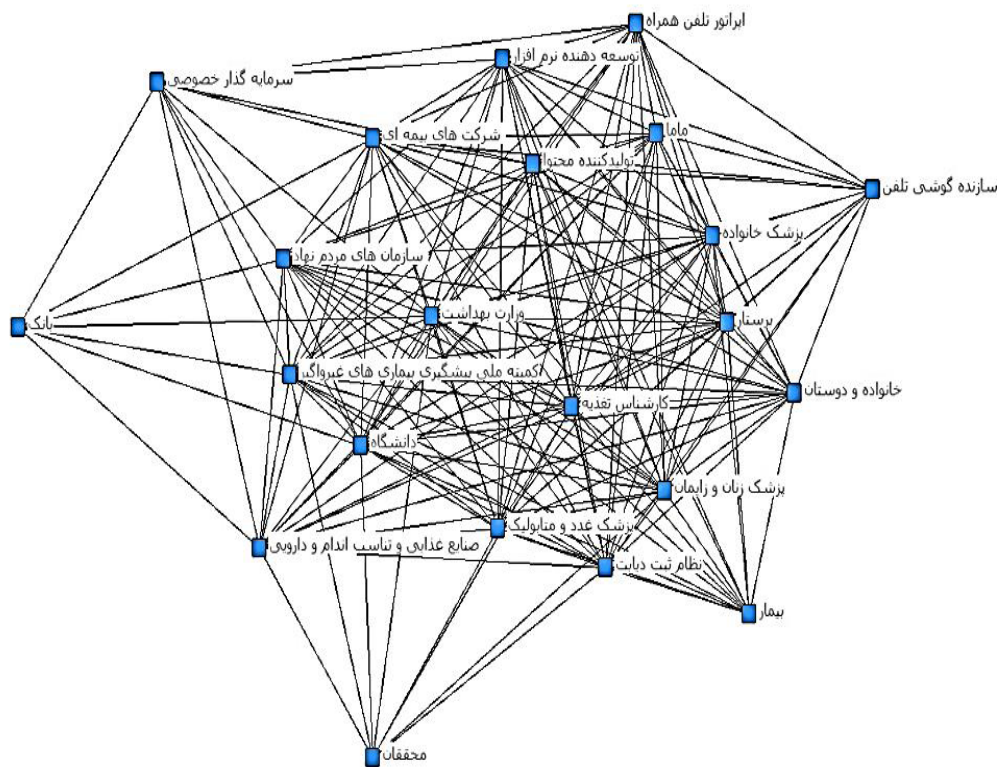 اپراتور تلفن همراه
توسعه دهنده نرم افزار
سرمایه گذار خصوصی
ماما
شرکت های بیمه ای
تولیدکننده محتوا
سازنده گوشی تلفن
پزشک خانواده
سازمان های مردم نهاد
وزارت بهداشت
پرستار
بانک
کمیته ملی پیشگیری بیماری های غیرواگیر
خانواده و دوستان
کارشناس تغذیه
دانشگاه
پزشک زنان و زایمان
پزشک غدد و متابولیک
صنایع غذایی و تناسب اندام و دارویی
نظام ثبت دیابت
بیمار
محققان